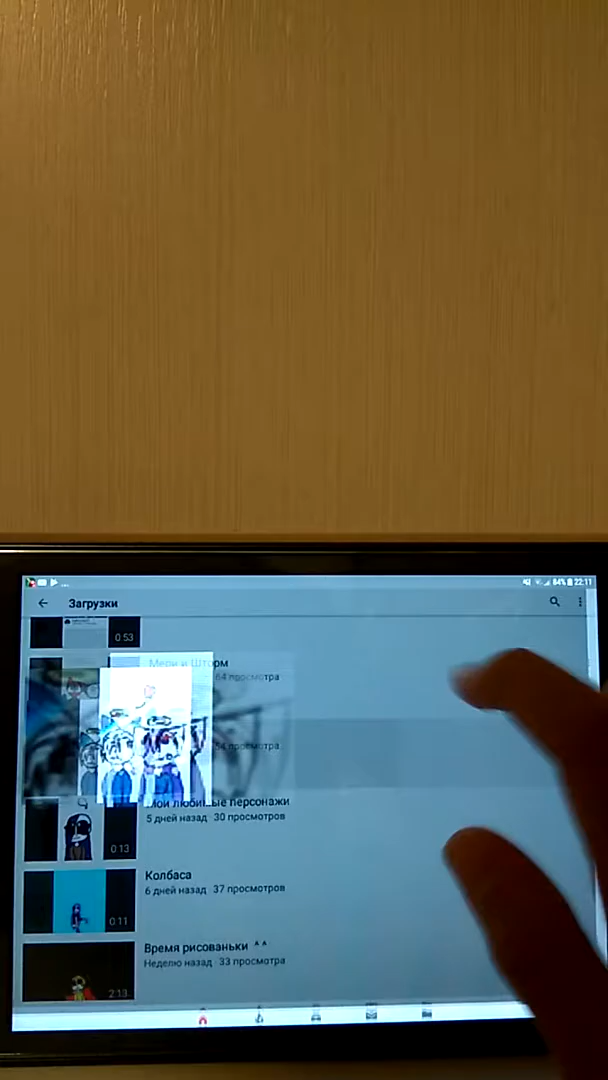 84% 22:11
Загрузки
0:53
Мери и Шторм
64 просмотра
54 просмотра
Мои любимые персонажи
5 дней назад 30 просмотров
0:13
Колбаса
6 дней назад 37 просмотров
0:11
Время рисованьки ^ ^
Неделю назад 33 просмотра
2:13